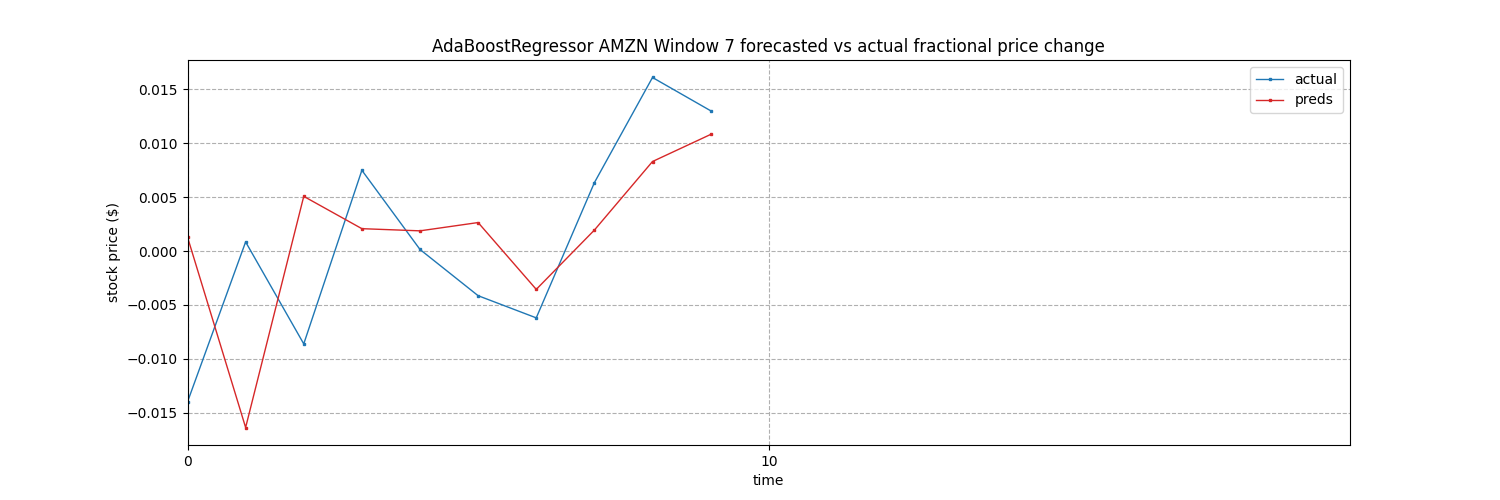 AdaBoostRegressor AMZN Window 7 forecasted vs actual fractional price change
actual
preds
0.015
0.010
0.005
0.000
−0.005
−0.010
−0.015
stock price ($)
0
10
time